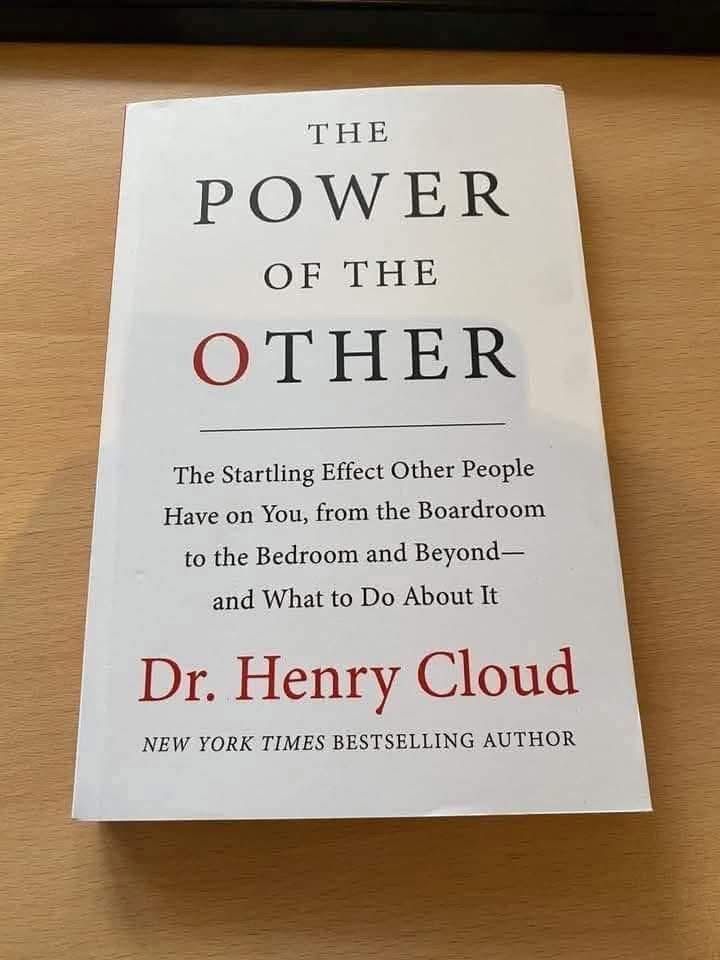 THE
POWER
OF THE
OTHER
The Startling Effect Other People
Have on You, from the Boardroom
to the Bedroom and Beyond—
and What to Do About It
Dr. Henry Cloud
NEW YORK TIMES BESTSELLING AUTHOR